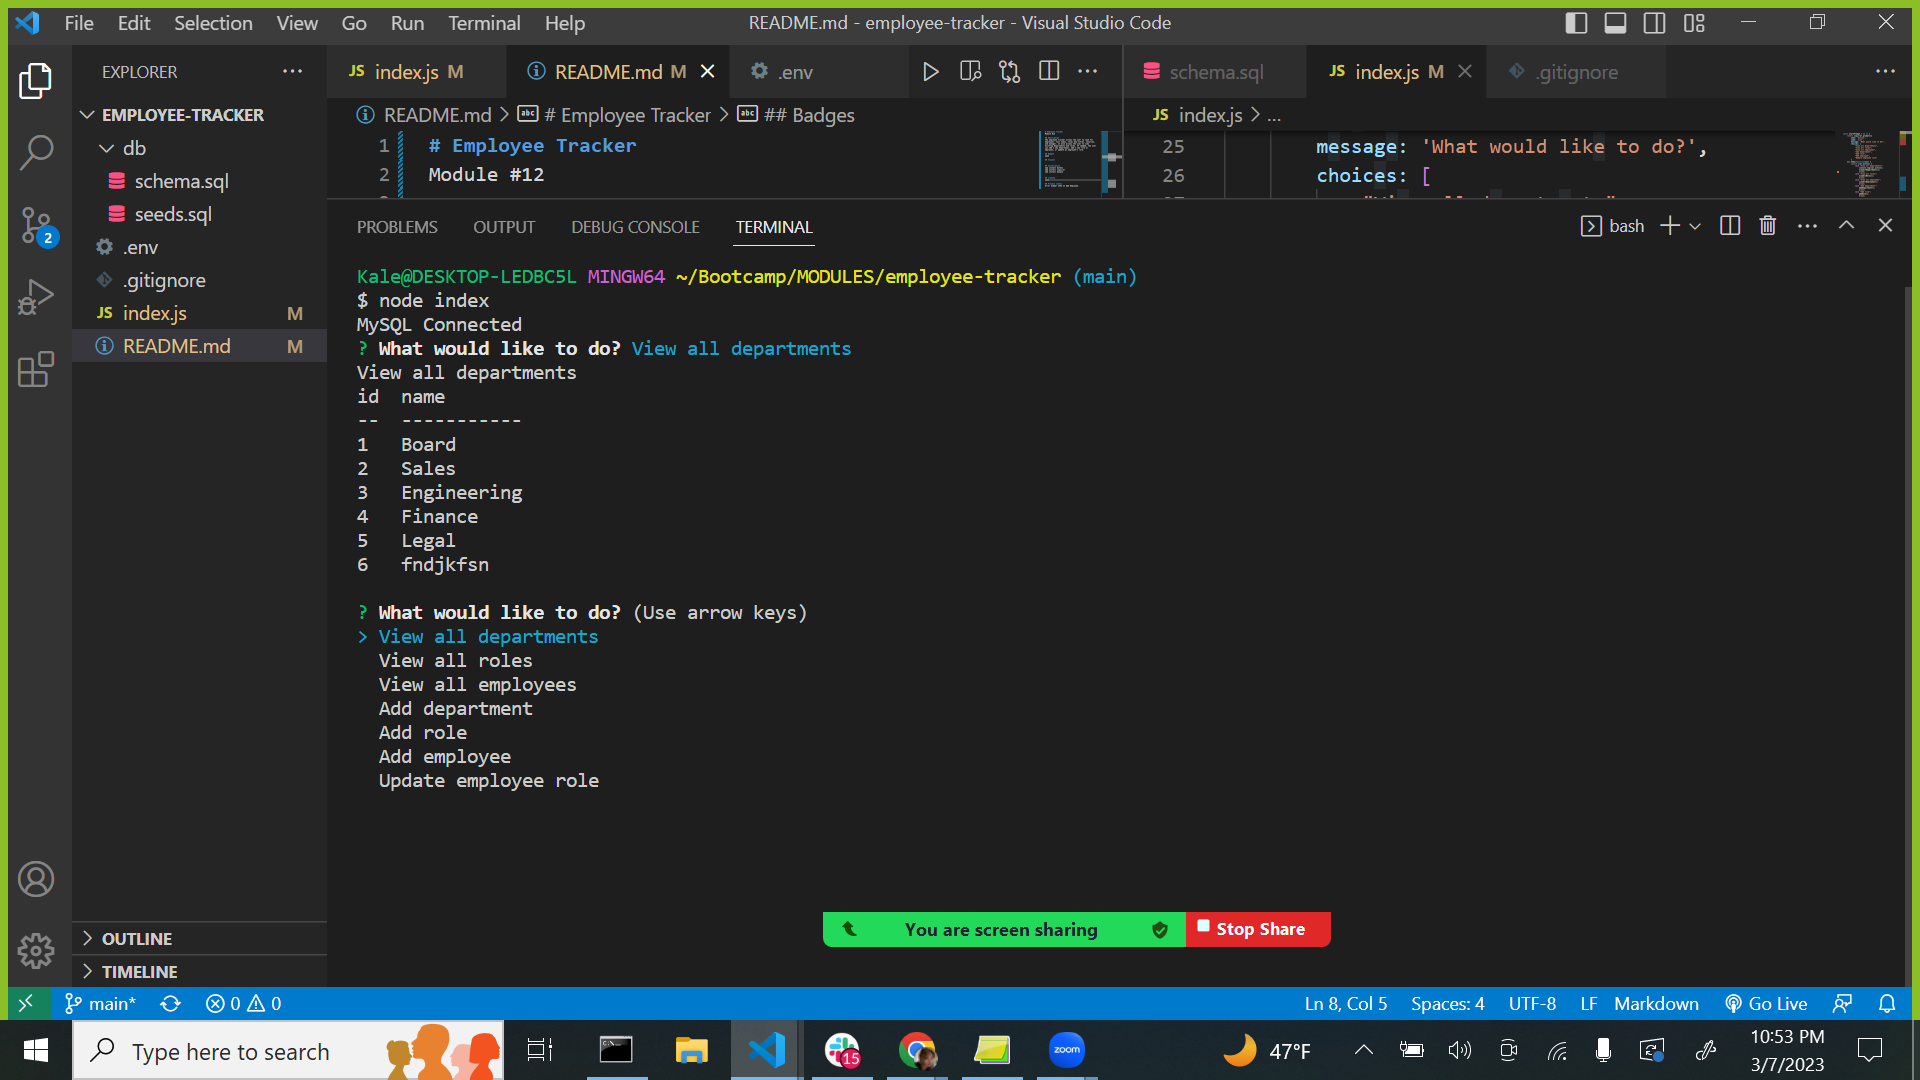 File Edit Selection View Go Run Terminal Help
README.md - employee-tracker - Visual Studio Code
EXPLORER
EMPLOYEE-TRACKER
db
schema.sql
seeds.sql
.env
.gitignore
JS index.js M
README.md M
OUTLINE
TIMELINE
2
JS index.js M
README.md M
.env
README.md > # Employee Tracker > ## Badges
1 # Employee Tracker
2 Module #12
schema.sql
JS index.js M
.gitignore
JS index.js > ...
25 message: 'What would like to do?',
26 choices: [
PROBLEMS OUTPUT DEBUG CONSOLE TERMINAL
bash
Kale@DESKTOP-LEDBC5L MINGW64 ~/Bootcamp/MODULES/employee-tracker (main)
$ node index
MySQL Connected
? What would like to do? View all departments
View all departments
id  name
--  -----------
1   Board
2   Sales
3   Engineering
4   Finance
5   Legal
6   fndjkfsn
? What would like to do? (Use arrow keys)
> View all departments
View all roles
View all employees
Add department
Add role
Add employee
Update employee role
You are screen sharing
Stop Share
main* 0 0
Ln 8, Col 5 Spaces: 4 UTF-8 LF Markdown Go Live
Type here to search
15
zoom
47°F
10:53 PM
3/7/2023